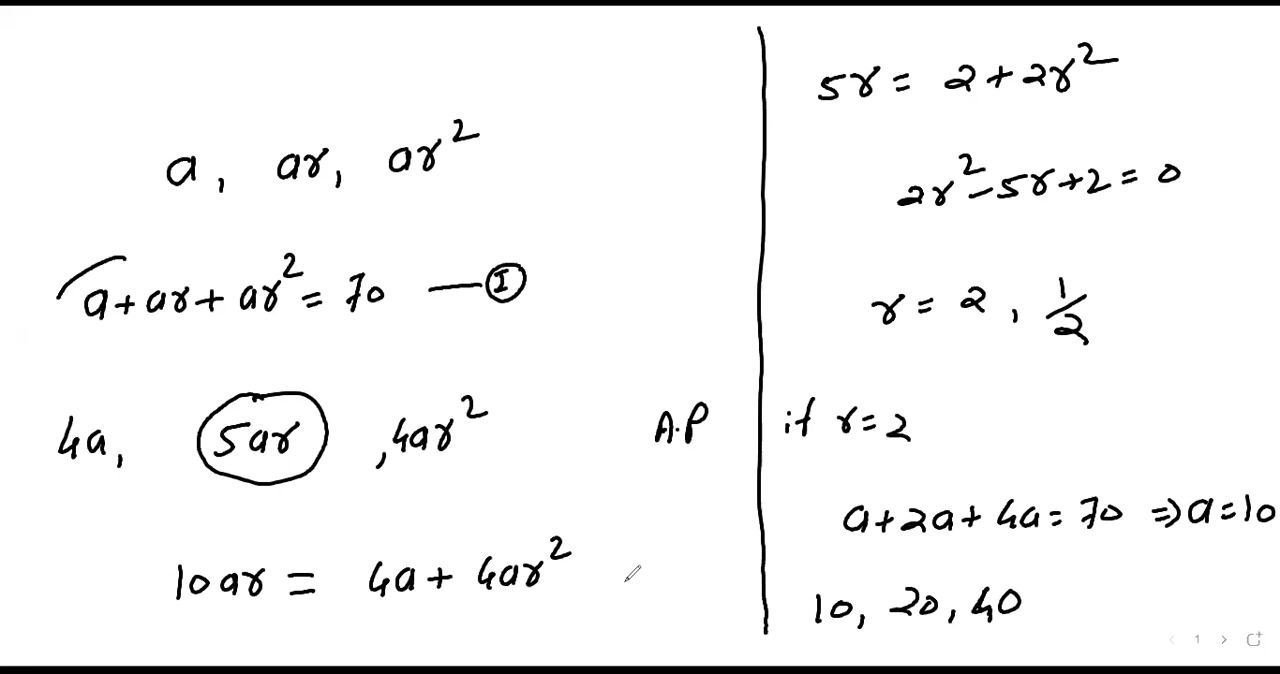 a, ar, ar²
a+ar+ar²=70 —Ⓘ
4a, 5ar ,4ar² A.P
10ar = 4a+4ar²
5r = 2+2r²
2r²-5r+2=0
r = 2, 1/2
if r=2
a+2a+4a=70 ⇒a=10
10, 20, 40
1